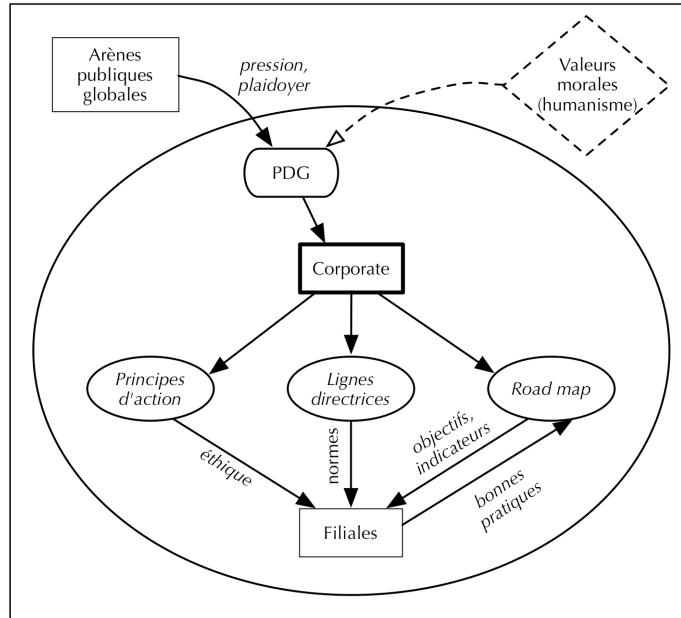 Arènes
publiques
globales
pression,
plaidoyer
Valeurs
morales
(humanisme)
PDG
Corporate
Principes
d'action
Lignes
directrices
Road map
éthique
normes
objectifs,
indicateurs
bonnes
pratiques
Filiales